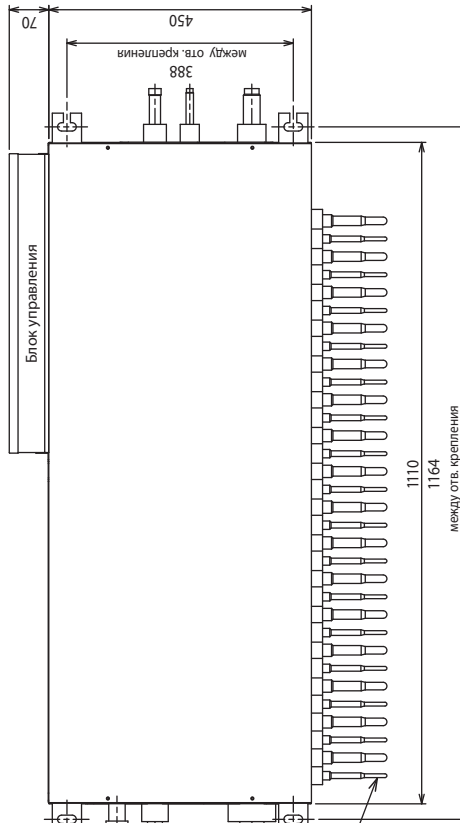 70
450
388
между отв. крепления
Блок управления
1110
1164
между отв. крепления